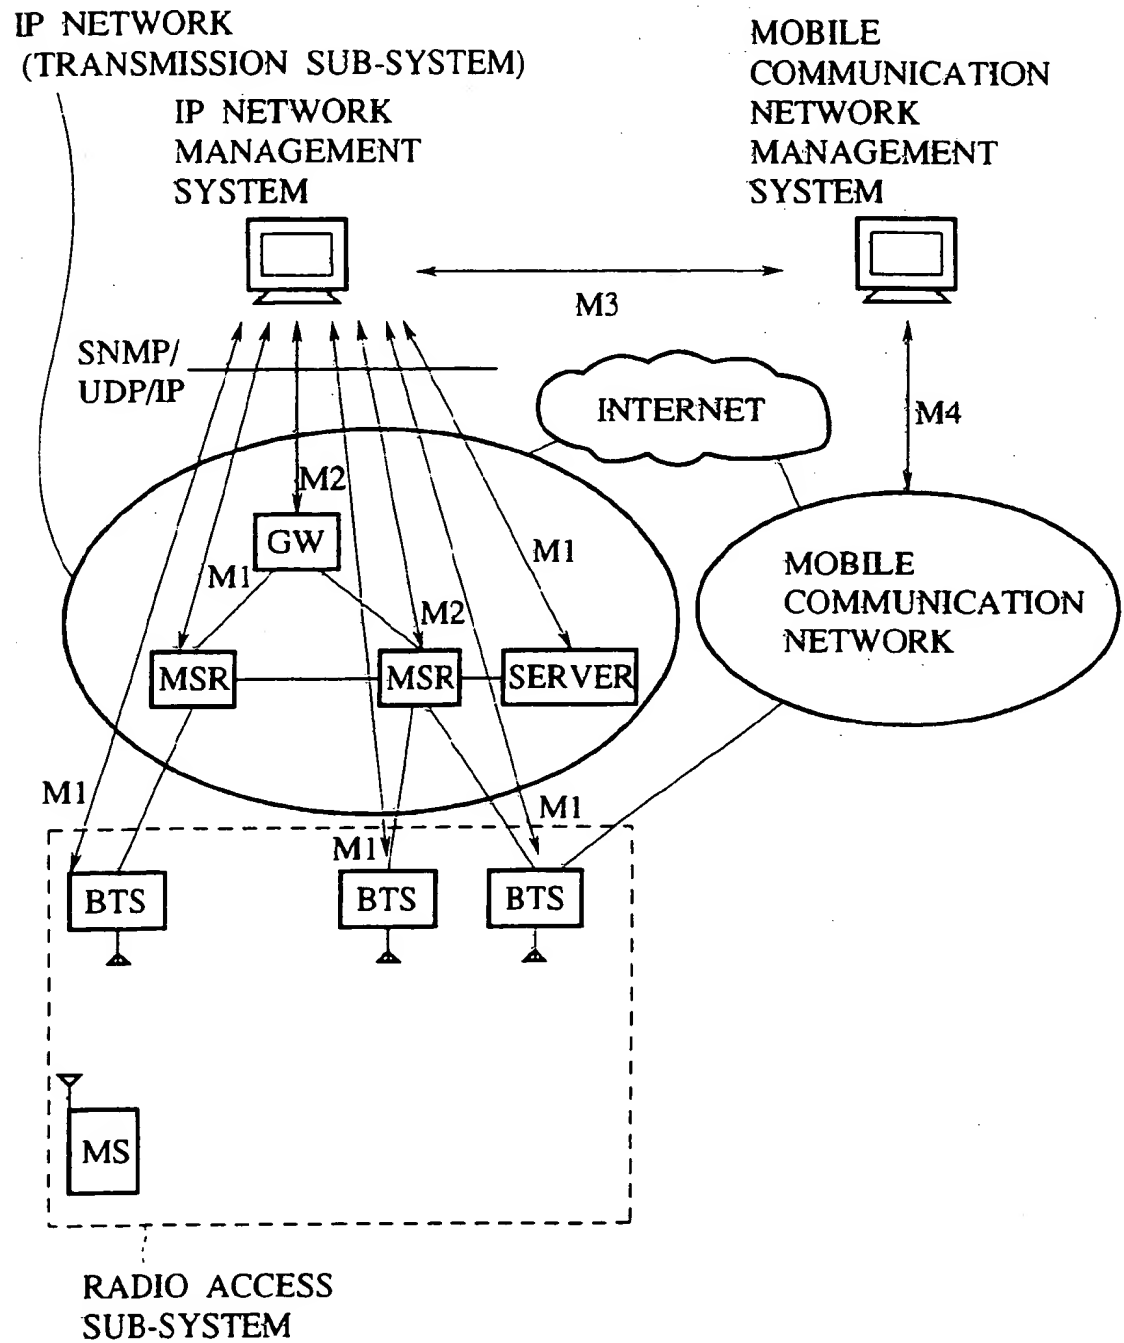 IP NETWORK
(TRANSMISSION SUB-SYSTEM)
IP NETWORK
MANAGEMENT
SYSTEM
MOBILE
COMMUNICATION
NETWORK
MANAGEMENT
SYSTEM
M3
SNMP/
UDP/IP
INTERNET
M4
M2
GW
M1
M1
M2
MSR
MSR
SERVER
MOBILE
COMMUNICATION
NETWORK
M1
M1
M1
BTS
BTS
BTS
MS
RADIO ACCESS
SUB-SYSTEM